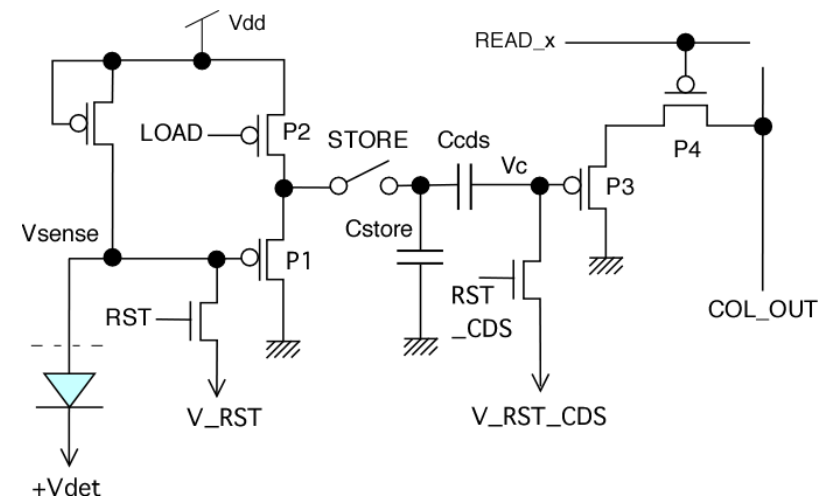 Vdd
READ_x
LOAD
P2
STORE
Ccds
Vc
P4
P3
Vsense
Cstore
P1
RST
RST
_CDS
COL_OUT
V_RST
V_RST_CDS
+Vdet